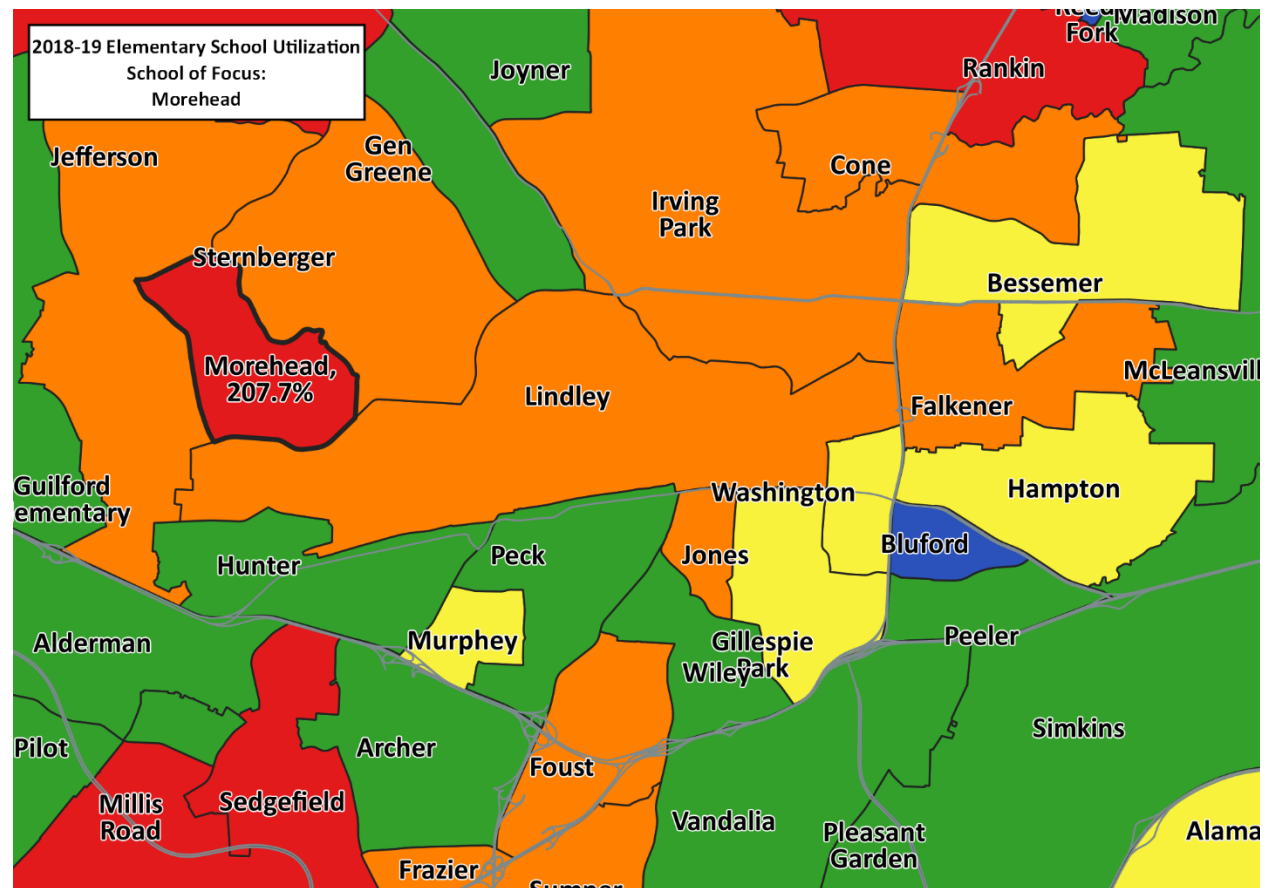 2018-19 Elementary School Utilization
School of Focus:
Morehead
Madison
Fork
Joyner
Rankin
Jefferson
Gen
Greene
Cone
Irving
Park
Sternberger
Bessemer
Morehead,
207.7%
McLeansvill
Lindley
Falkener
Guilford
ementary
Washington
Hampton
Hunter
Peck
Jones
Bluford
Alderman
Murphey
Gillespie
Park
Wiley
Peeler
Pilot
Archer
Simkins
Foust
Millis
Road
Sedgefield
Vandalia
Pleasant
Garden
Alama
Frazier